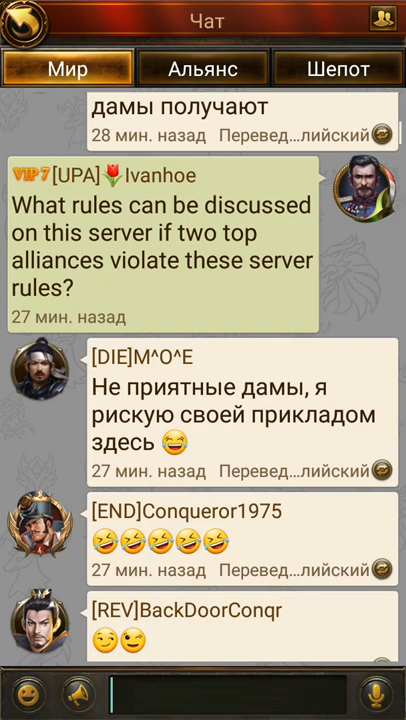 Чат
Мир
Альянс
Шепот
дамы получают
28 мин. назад Перевед...лийский
VIP 7 [UPA]🌷Ivanhoe
What rules can be discussed
on this server if two top
alliances violate these server
rules?
27 мин. назад
[DIE]M^O^E
Не приятные дамы, я
рискую своей прикладом
здесь 😂
27 мин. назад Перевед...лийский
[END]Conqueror1975
🤣🤣🤣🤣🤣
27 мин. назад Перевед...лийский
[REV]BackDoorConqr
😏😉